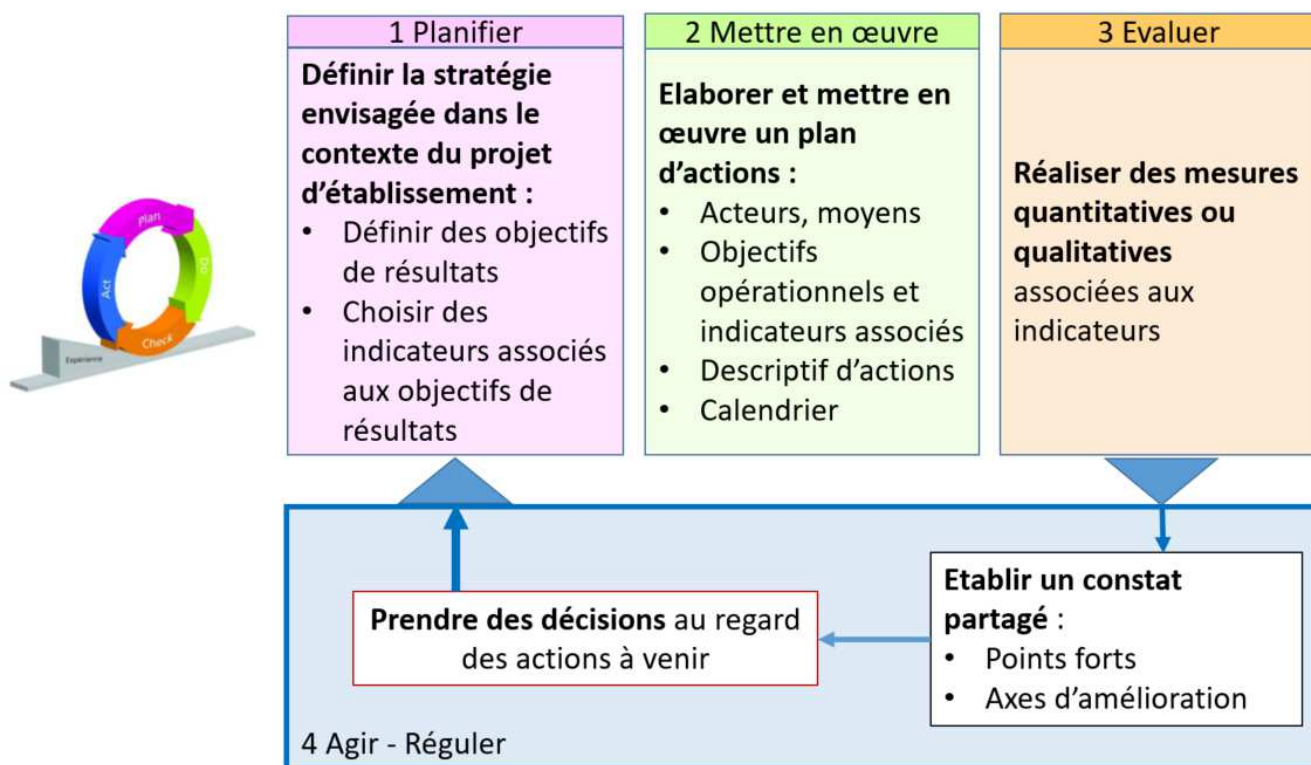 1 Planifier
Définir la stratégie
envisagée dans le
contexte du projet
d'établissement :
• Définir des objectifs
de résultats
• Choisir des
indicateurs associés
aux objectifs de
résultats
2 Mettre en œuvre
Elaborer et mettre en
œuvre un plan
d'actions :
• Acteurs, moyens
• Objectifs
opérationnels et
indicateurs associés
• Descriptif d'actions
• Calendrier
3 Evaluer
Réaliser des mesures
quantitatives ou
qualitatives
associées aux
indicateurs
Plan
Do
Check
Act
Expérience
Etablir un constat
partagé :
• Points forts
• Axes d'amélioration
Prendre des décisions au regard
des actions à venir
4 Agir - Réguler